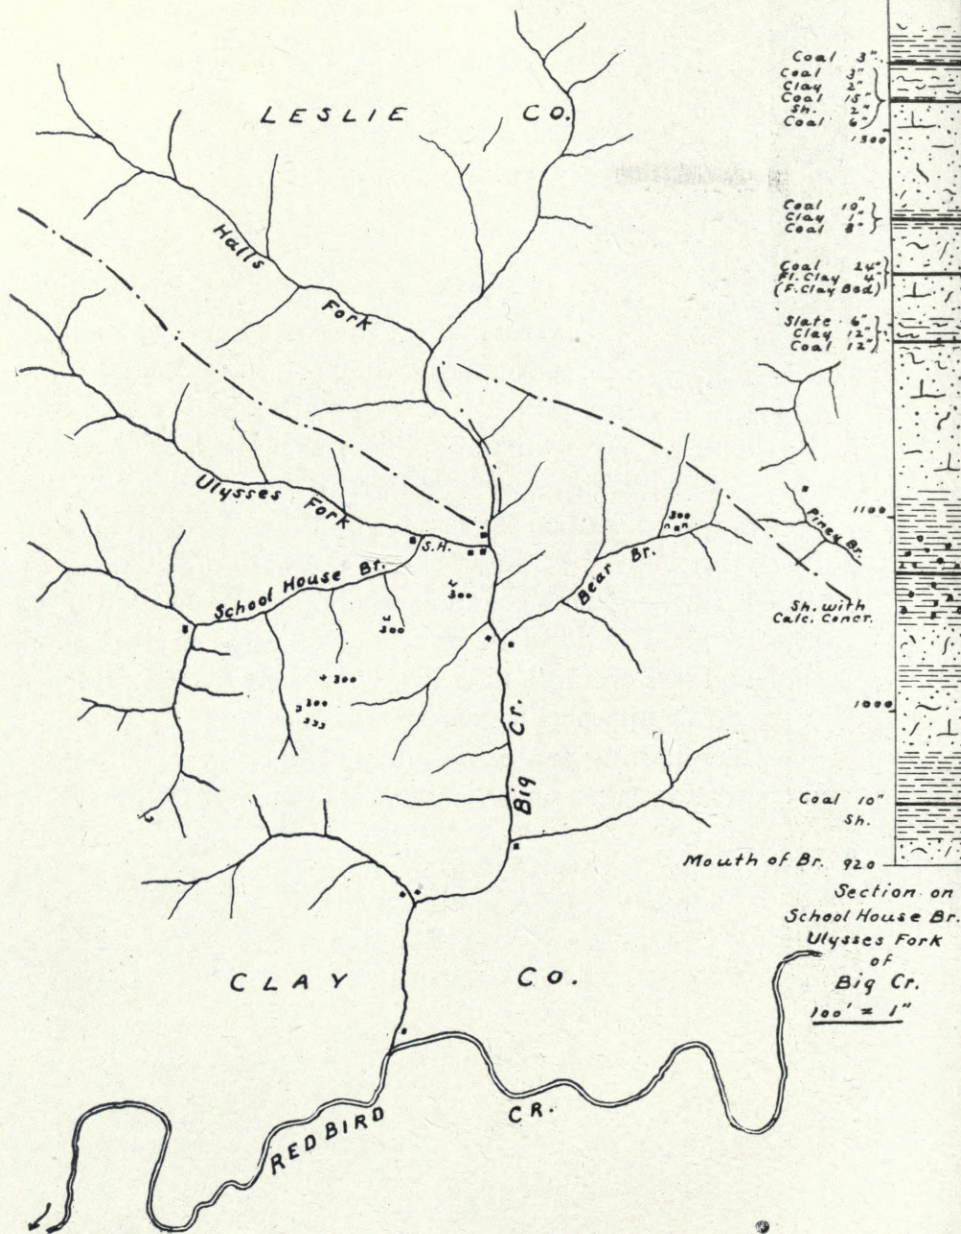 LESLIE CO.
Halls
Fork
Ulysses
Fork
S.H.
School House Br.
300
300
+ 300
300
333
Bear Br.
300
Piney Br.
Big Cr.
CLAY CO.
REDBIRD CR.
Coal 3"
Coal 3"
Clay 2"
Coal 15"
Sh. 2"
Coal 6"
1300
Coal 10"
Clay 1"
Coal 8"
Coal 24"
Fl. Clay 4"
(F. Clay Bed)
Slate 6"
Clay 12"
Coal 12"
1100
Sh. with
Calc. Concr.
1000
Coal 10"
Sh.
Mouth of Br. 920
Section on
School House Br.
Ulysses Fork
of
Big Cr.
100' = 1"